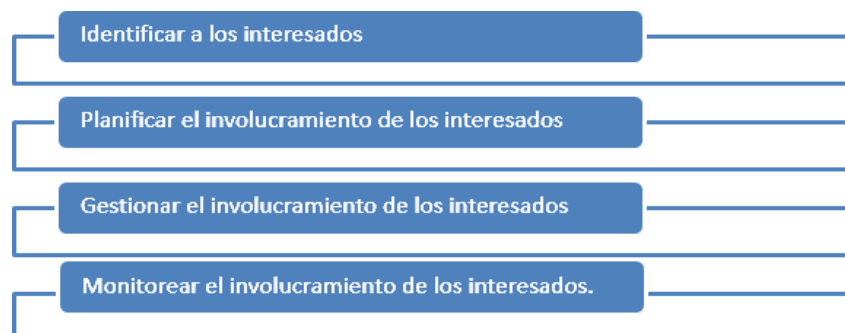 Identificar a los interesados
Planificar el involucramiento de los interesados
Gestionar el involucramiento de los interesados
Monitorear el involucramiento de los interesados.